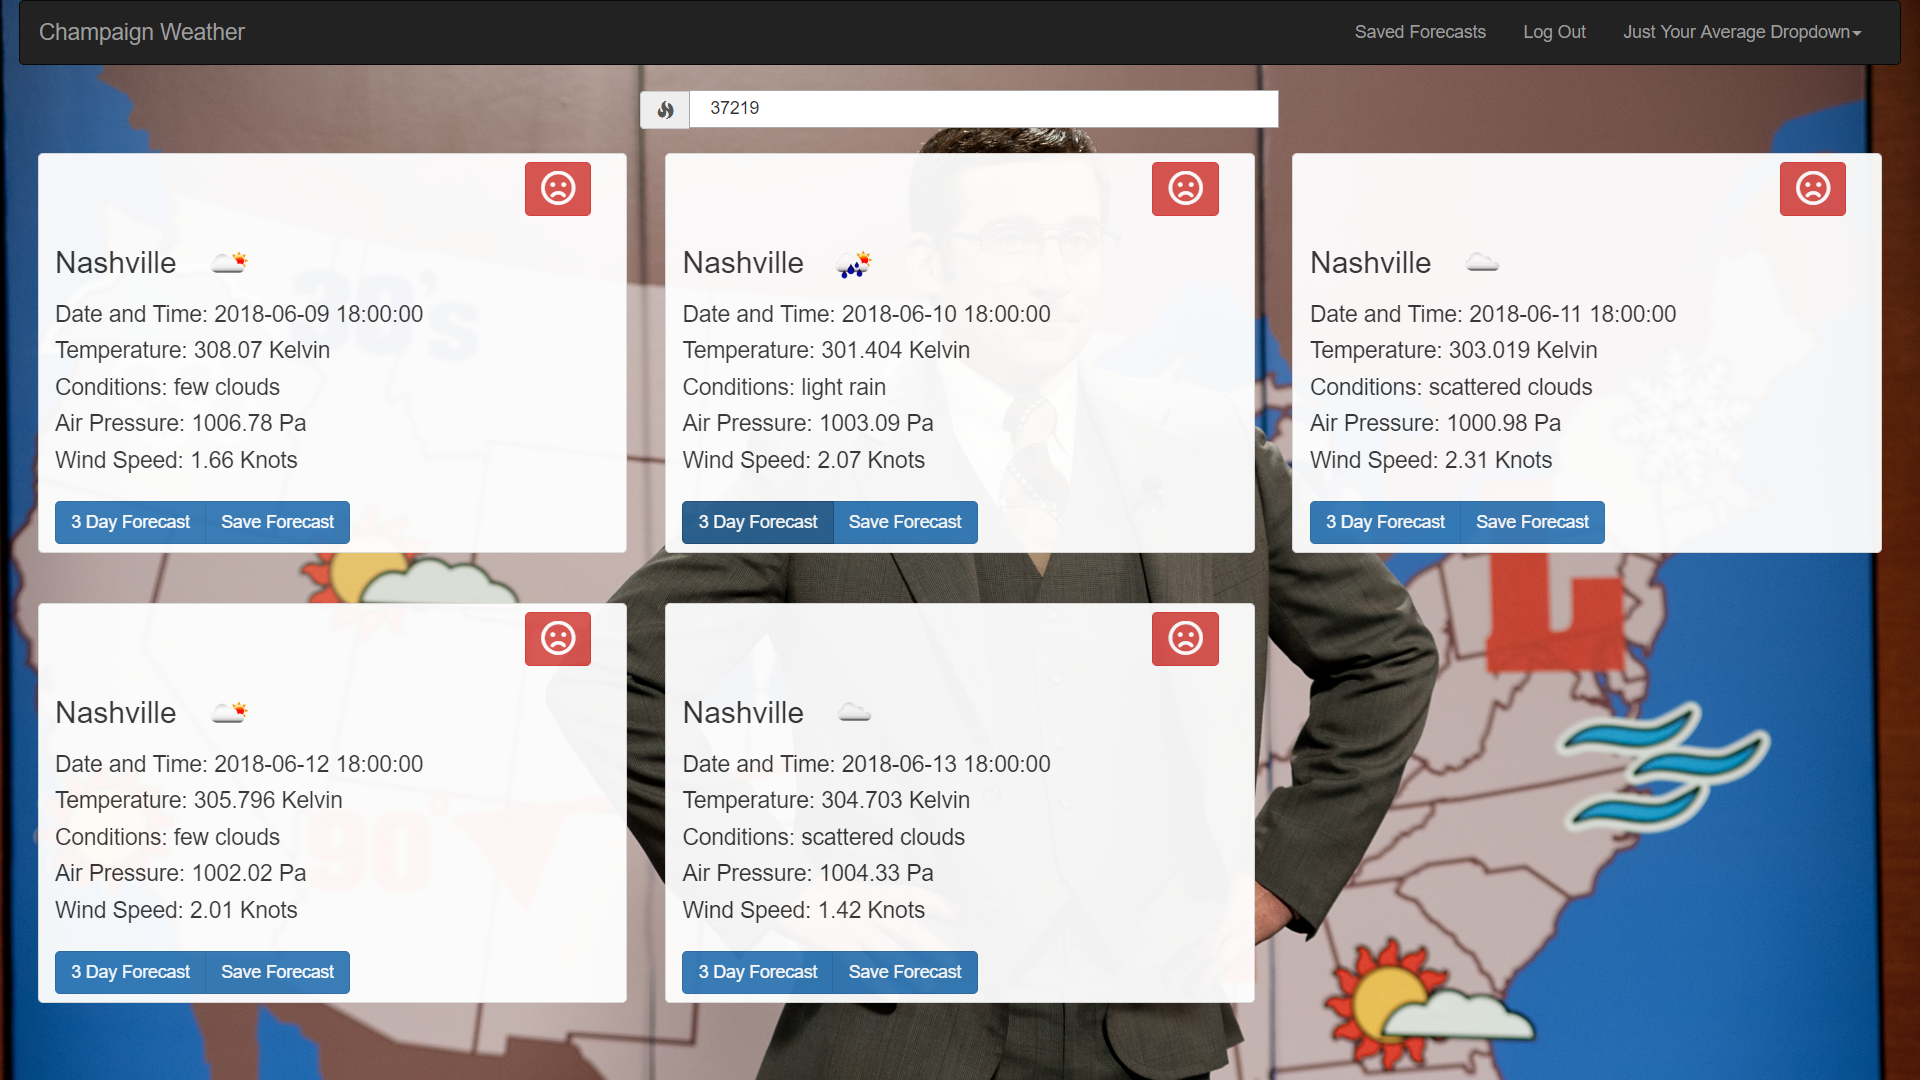 Champaign Weather
Saved Forecasts
Log Out
Just Your Average Dropdown
37219
Nashville
Date and Time: 2018-06-09 18:00:00
Temperature: 308.07 Kelvin
Conditions: few clouds
Air Pressure: 1006.78 Pa
Wind Speed: 1.66 Knots
3 Day Forecast
Save Forecast
Nashville
Date and Time: 2018-06-10 18:00:00
Temperature: 301.404 Kelvin
Conditions: light rain
Air Pressure: 1003.09 Pa
Wind Speed: 2.07 Knots
3 Day Forecast
Save Forecast
Nashville
Date and Time: 2018-06-11 18:00:00
Temperature: 303.019 Kelvin
Conditions: scattered clouds
Air Pressure: 1000.98 Pa
Wind Speed: 2.31 Knots
3 Day Forecast
Save Forecast
Nashville
Date and Time: 2018-06-12 18:00:00
Temperature: 305.796 Kelvin
Conditions: few clouds
Air Pressure: 1002.02 Pa
Wind Speed: 2.01 Knots
3 Day Forecast
Save Forecast
Nashville
Date and Time: 2018-06-13 18:00:00
Temperature: 304.703 Kelvin
Conditions: scattered clouds
Air Pressure: 1004.33 Pa
Wind Speed: 1.42 Knots
3 Day Forecast
Save Forecast
L
90°